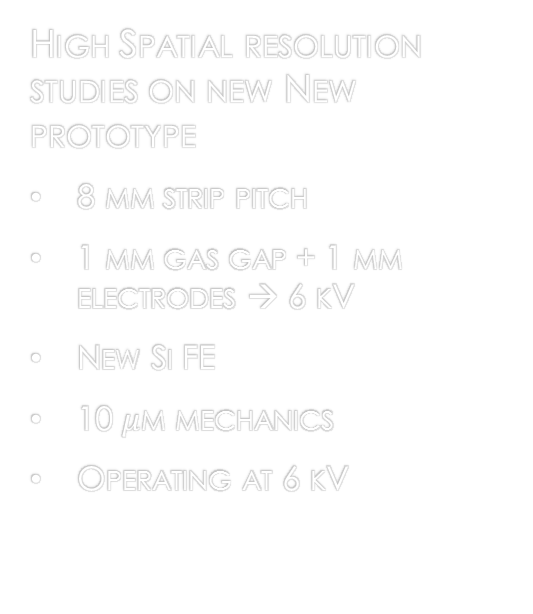 High Spatial resolution
studies on new New
prototype
• 8 mm strip pitch
• 1 mm gas gap + 1 mm
electrodes → 6 kV
• New Si FE
• 10 μm mechanics
• Operating at 6 kV